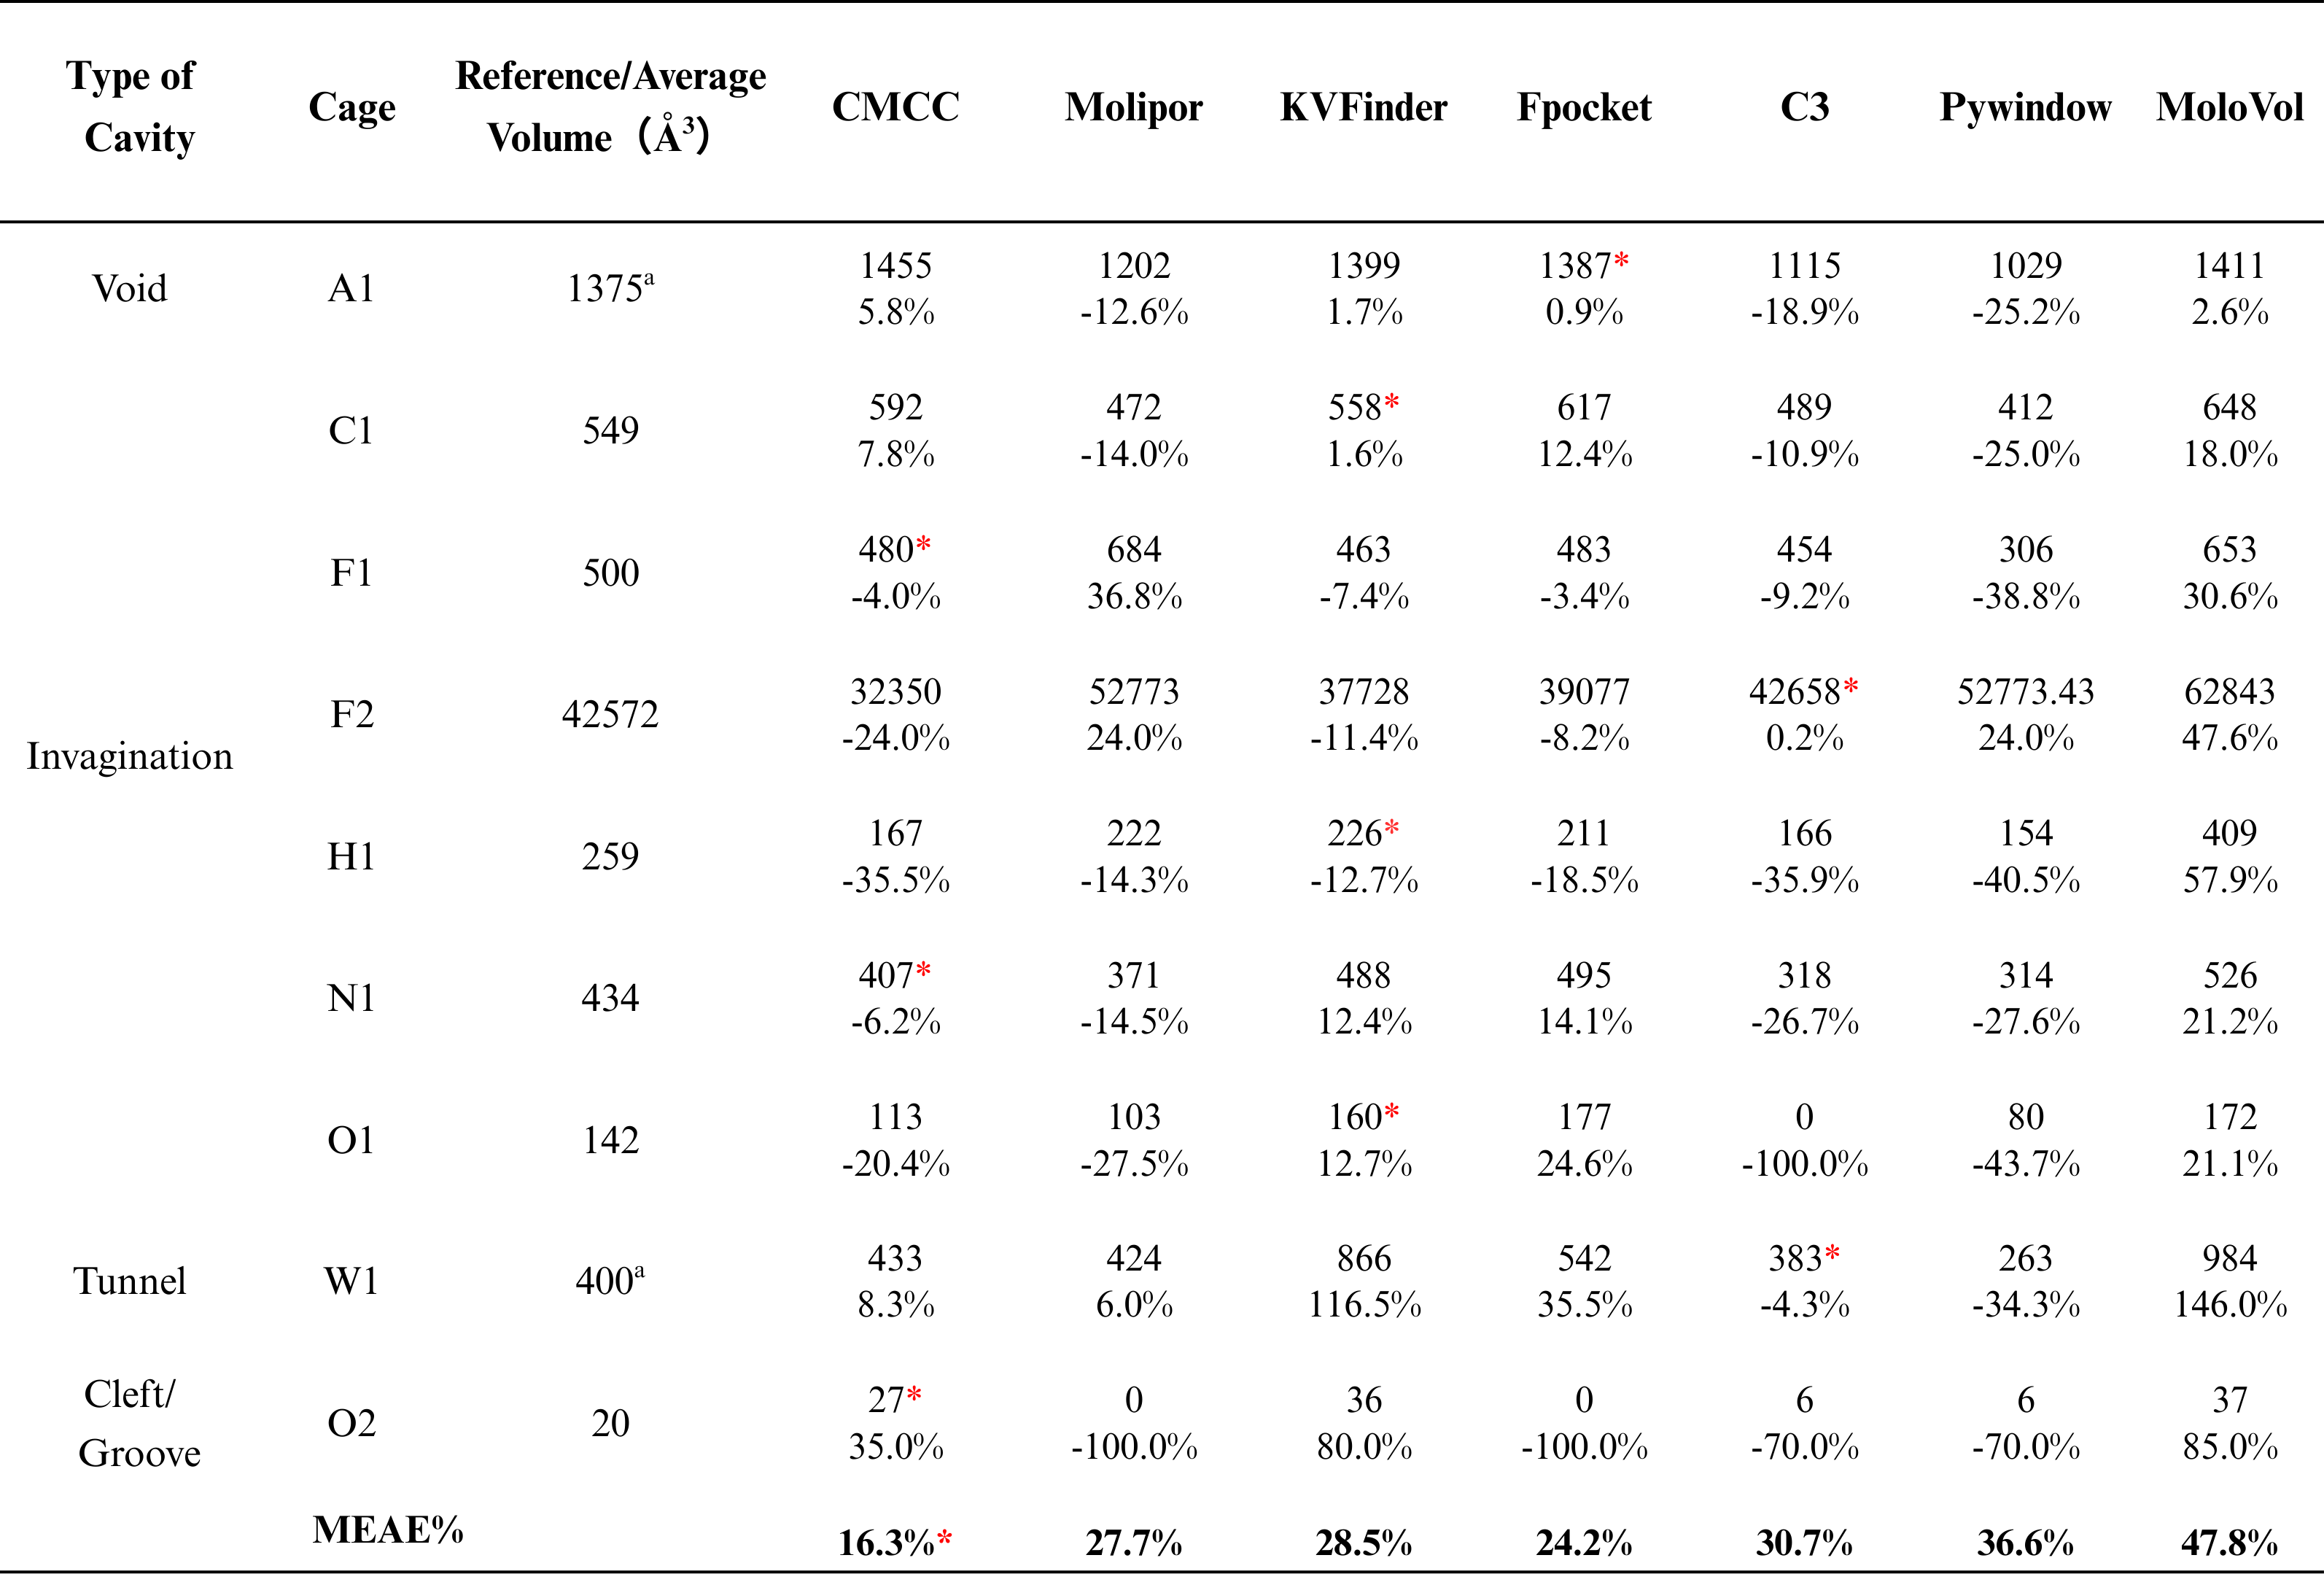 Type of Cavity Cage Reference/Average Volume（Å³） CMCC Molipor KVFinder Fpocket C3 Pywindow MoloVol
Void A1 1375ᵃ 1455 1202 1399 1387* 1115 1029 1411
5.8% -12.6% 1.7% 0.9% -18.9% -25.2% 2.6%
C1 549 592 472 558* 617 489 412 648
7.8% -14.0% 1.6% 12.4% -10.9% -25.0% 18.0%
F1 500 480* 684 463 483 454 306 653
-4.0% 36.8% -7.4% -3.4% -9.2% -38.8% 30.6%
Invagination F2 42572 32350 52773 37728 39077 42658* 52773.43 62843
-24.0% 24.0% -11.4% -8.2% 0.2% 24.0% 47.6%
H1 259 167 222 226* 211 166 154 409
-35.5% -14.3% -12.7% -18.5% -35.9% -40.5% 57.9%
N1 434 407* 371 488 495 318 314 526
-6.2% -14.5% 12.4% 14.1% -26.7% -27.6% 21.2%
O1 142 113 103 160* 177 0 80 172
-20.4% -27.5% 12.7% 24.6% -100.0% -43.7% 21.1%
Tunnel W1 400ᵃ 433 424 866 542 383* 263 984
8.3% 6.0% 116.5% 35.5% -4.3% -34.3% 146.0%
Cleft/ Groove O2 20 27* 0 36 0 6 6 37
35.0% -100.0% 80.0% -100.0% -70.0% -70.0% 85.0%
MEAE% 16.3%* 27.7% 28.5% 24.2% 30.7% 36.6% 47.8%